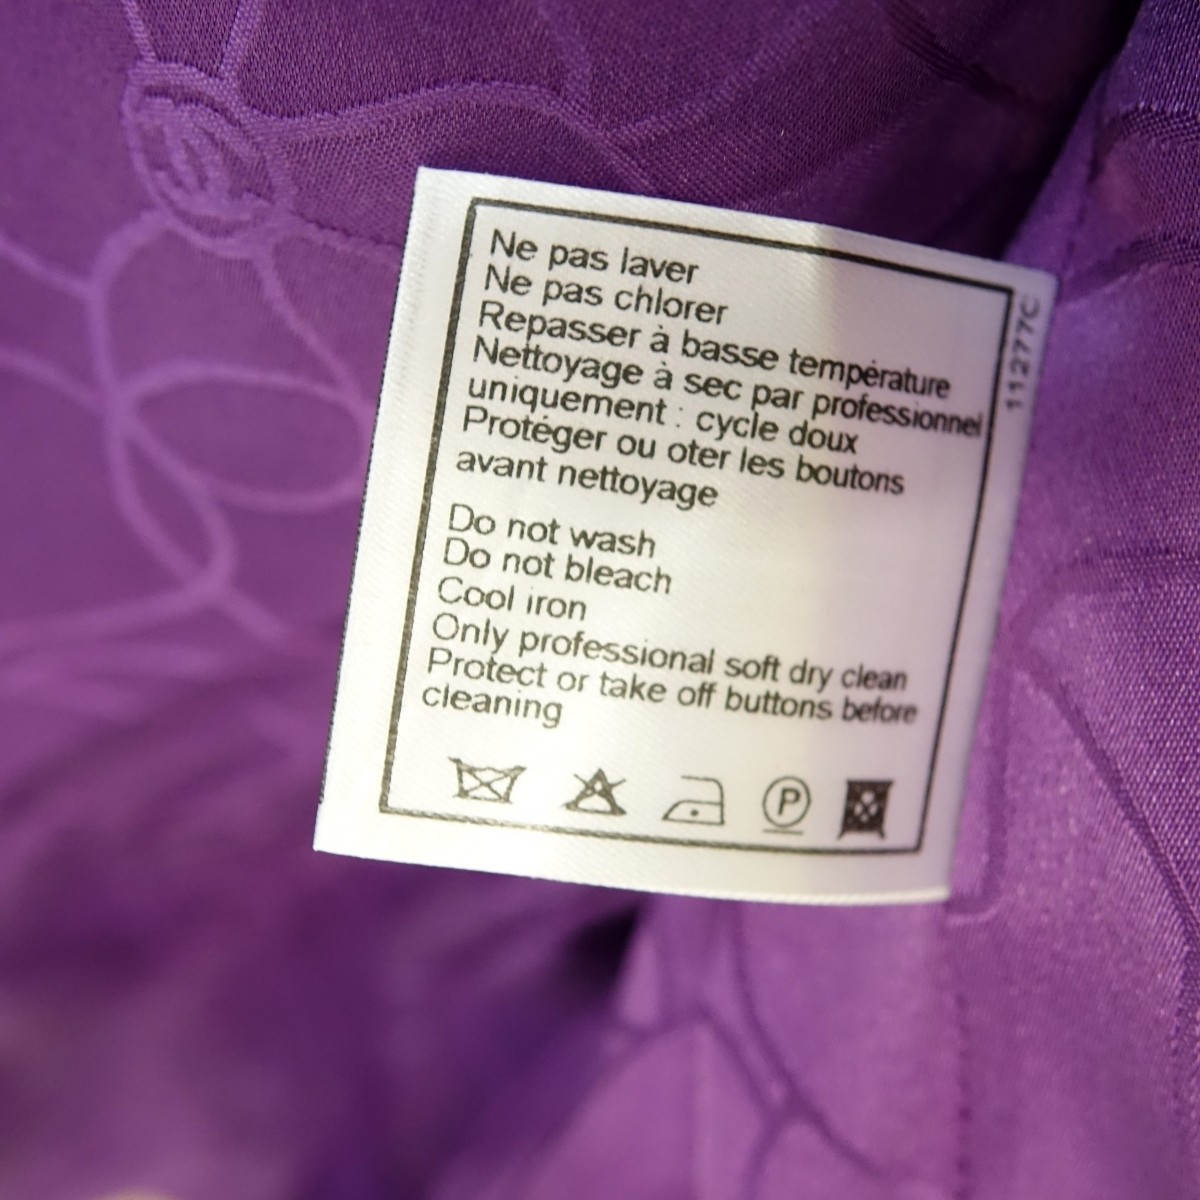 Ne pas laver
Ne pas chlorer
Repasser à basse température
Nettoyage à sec par professionnel
uniquement : cycle doux
Protéger ou oter les boutons
avant nettoyage
Do not wash
Do not bleach
Cool iron
Only professional soft dry clean
Protect or take off buttons before
cleaning
P
11277C